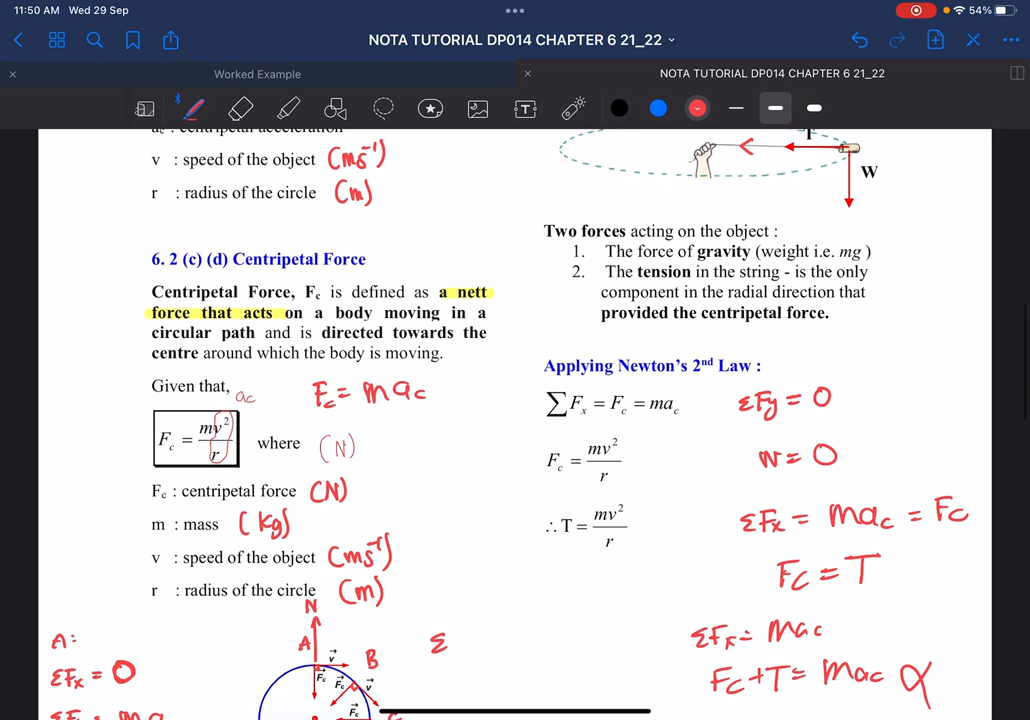 11:50 AM Wed 29 Sep
54%
NOTA TUTORIAL DP014 CHAPTER 6 21_22
Worked Example
NOTA TUTORIAL DP014 CHAPTER 6 21_22
v : speed of the object (ms⁻¹)
r : radius of the circle (m)
6. 2 (c) (d) Centripetal Force
Centripetal Force, Fc is defined as a nett
force that acts on a body moving in a
circular path and is directed towards the
centre around which the body is moving.
Given that,
ac
Fc = mac
Fc = mv²/r where (N)
Fc : centripetal force (N)
m : mass (kg)
v : speed of the object (ms⁻¹)
r : radius of the circle (m)
N
A
B
Σ
A:
ΣFx = 0
v
Fc
Fc
v
Fc
T
W
Two forces acting on the object :
1. The force of gravity (weight i.e. mg )
2. The tension in the string - is the only
component in the radial direction that
provided the centripetal force.
Applying Newton's 2nd Law :
∑Fx = Fc = mac
Fc = mv²/r
∴T = mv²/r
ΣFy = 0
W = 0
ΣFx = mac = Fc
Fc = T
ΣFx = mac
Fc + T = mac